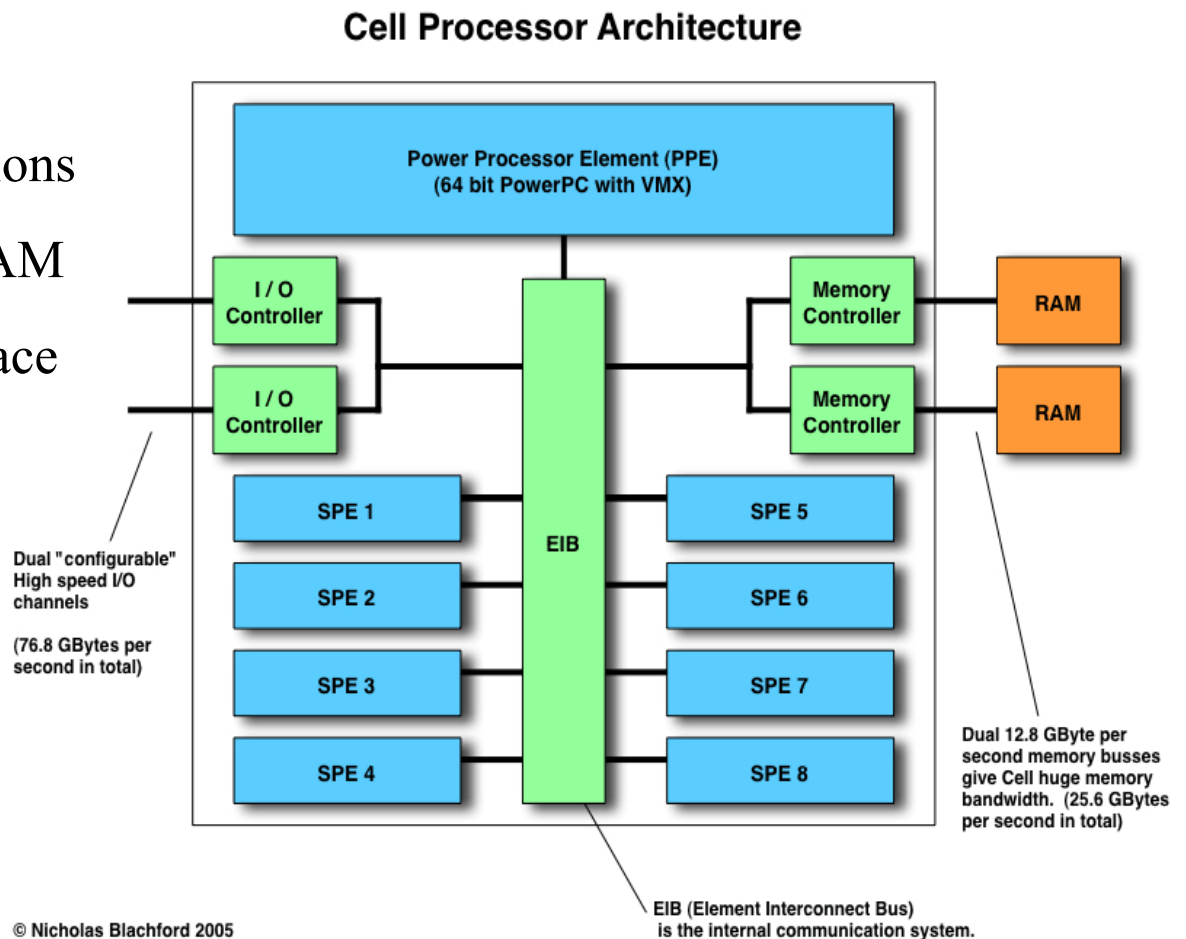 Cell Processor Architecture
ons
AM
ace
Power Processor Element (PPE)
(64 bit PowerPC with VMX)
I / O
Controller
I / O
Controller
Memory
Controller
Memory
Controller
RAM
RAM
EIB
SPE 1
SPE 2
SPE 3
SPE 4
SPE 5
SPE 6
SPE 7
SPE 8
Dual "configurable"
High speed I/O
channels
(76.8 GBytes per
second in total)
Dual 12.8 GByte per
second memory busses
give Cell huge memory
bandwidth. (25.6 GBytes
per second in total)
EIB (Element Interconnect Bus)
is the internal communication system.
© Nicholas Blachford 2005